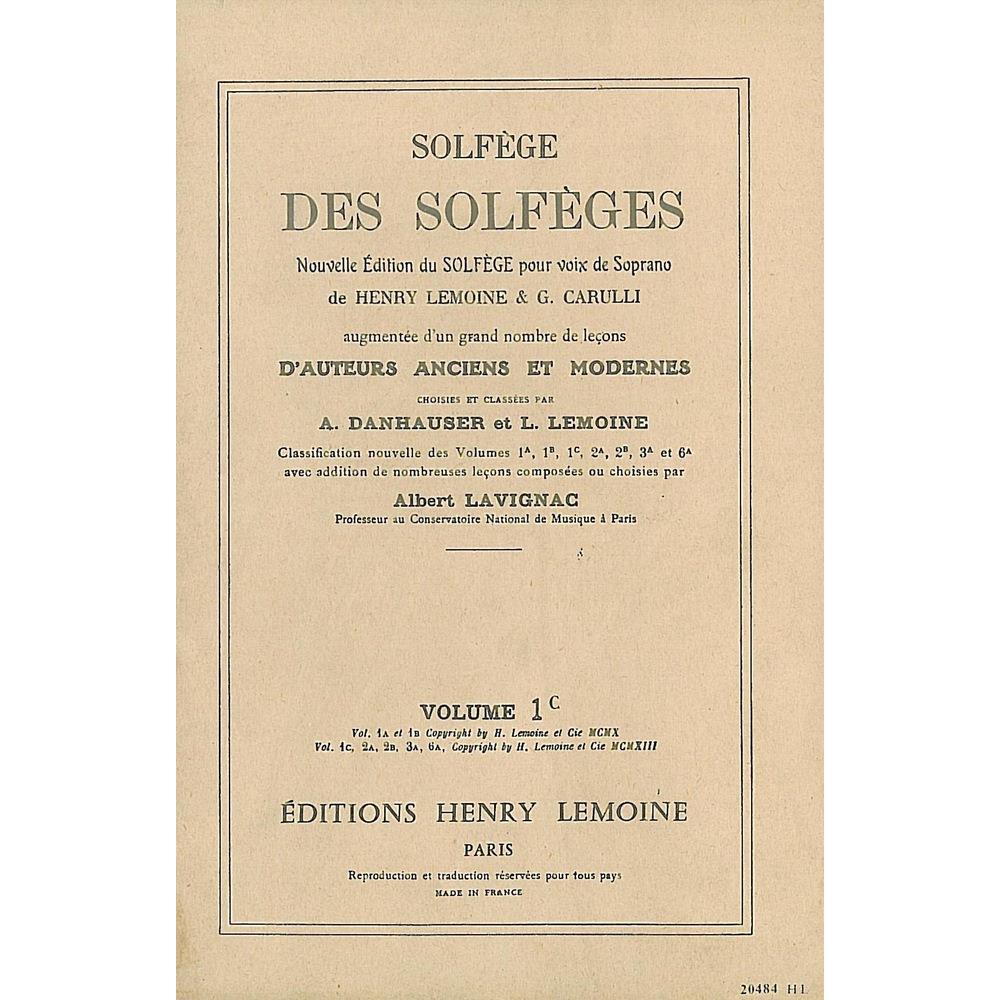 SOLFÈGE
DES SOLFÈGES
Nouvelle Édition du SOLFÈGE pour voix de Soprano
de HENRY LEMOINE & G. CARULLI
augmentée d'un grand nombre de leçons
D'AUTEURS ANCIENS ET MODERNES
CHOISIES ET CLASSÉES PAR
A. DANHAUSER et L. LEMOINE
Classification nouvelle des Volumes 1ᴬ, 1ᴮ, 1ᶜ, 2ᴬ, 2ᴮ, 3ᴬ et 6ᴬ
avec addition de nombreuses leçons composées ou choisies par
Albert LAVIGNAC
Professeur au Conservatoire National de Musique à Paris
VOLUME 1ᶜ
Vol. 1A et 1B Copyright by H. Lemoine et Cie MCMX
Vol. 1C, 2A, 2B, 3A, 6A, Copyright by H. Lemoine et Cie MCMXIII
ÉDITIONS HENRY LEMOINE
PARIS
Reproduction et traduction réservées pour tous pays
MADE IN FRANCE
20484 HL